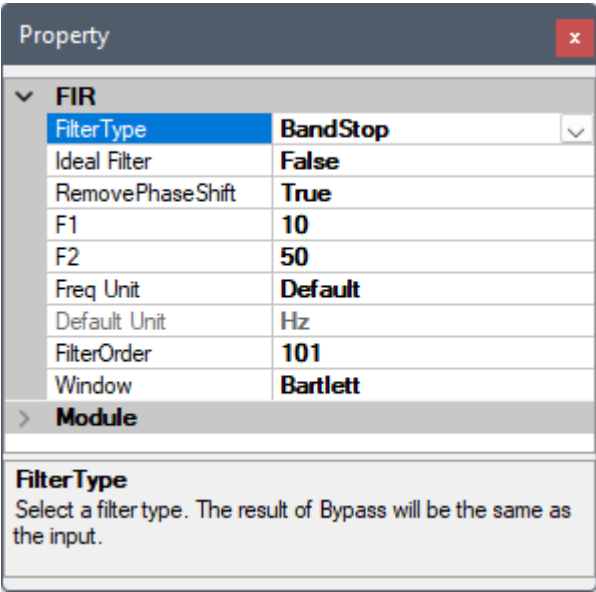 Property
x
FIR
FilterType BandStop
Ideal Filter False
RemovePhaseShift True
F1 10
F2 50
Freq Unit Default
Default Unit Hz
FilterOrder 101
Window Bartlett
Module
FilterType
Select a filter type. The result of Bypass will be the same as
the input.